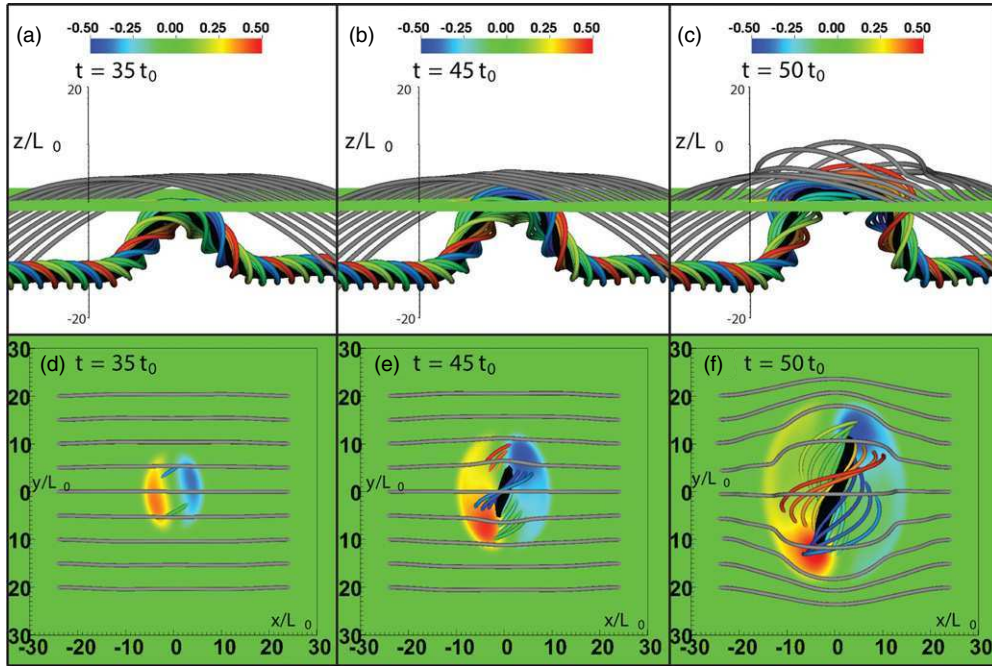 (a) -0.50 -0.25 0.00 0.25 0.50
t = 35 t0
20
z/L 0
-20
(b) -0.50 -0.25 0.00 0.25 0.50
t = 45 t0
20
z/L 0
-20
(c) -0.50 -0.25 0.00 0.25 0.50
t = 50 t0
20
z/L 0
-20
30 (d) t = 35 t0
20
10
y/L 0
0
10
20
x/L 0
30
-30 -20 -10 0 10 20 30
30 (e) t = 45 t0
20
10
y/L 0
0
10
20
x/L 0
30
-30 -20 -10 0 10 20 30
30 (f) t = 50 t0
20
10
y/L 0
0
10
20
x/L 0
30
-30 -20 -10 0 10 20 30